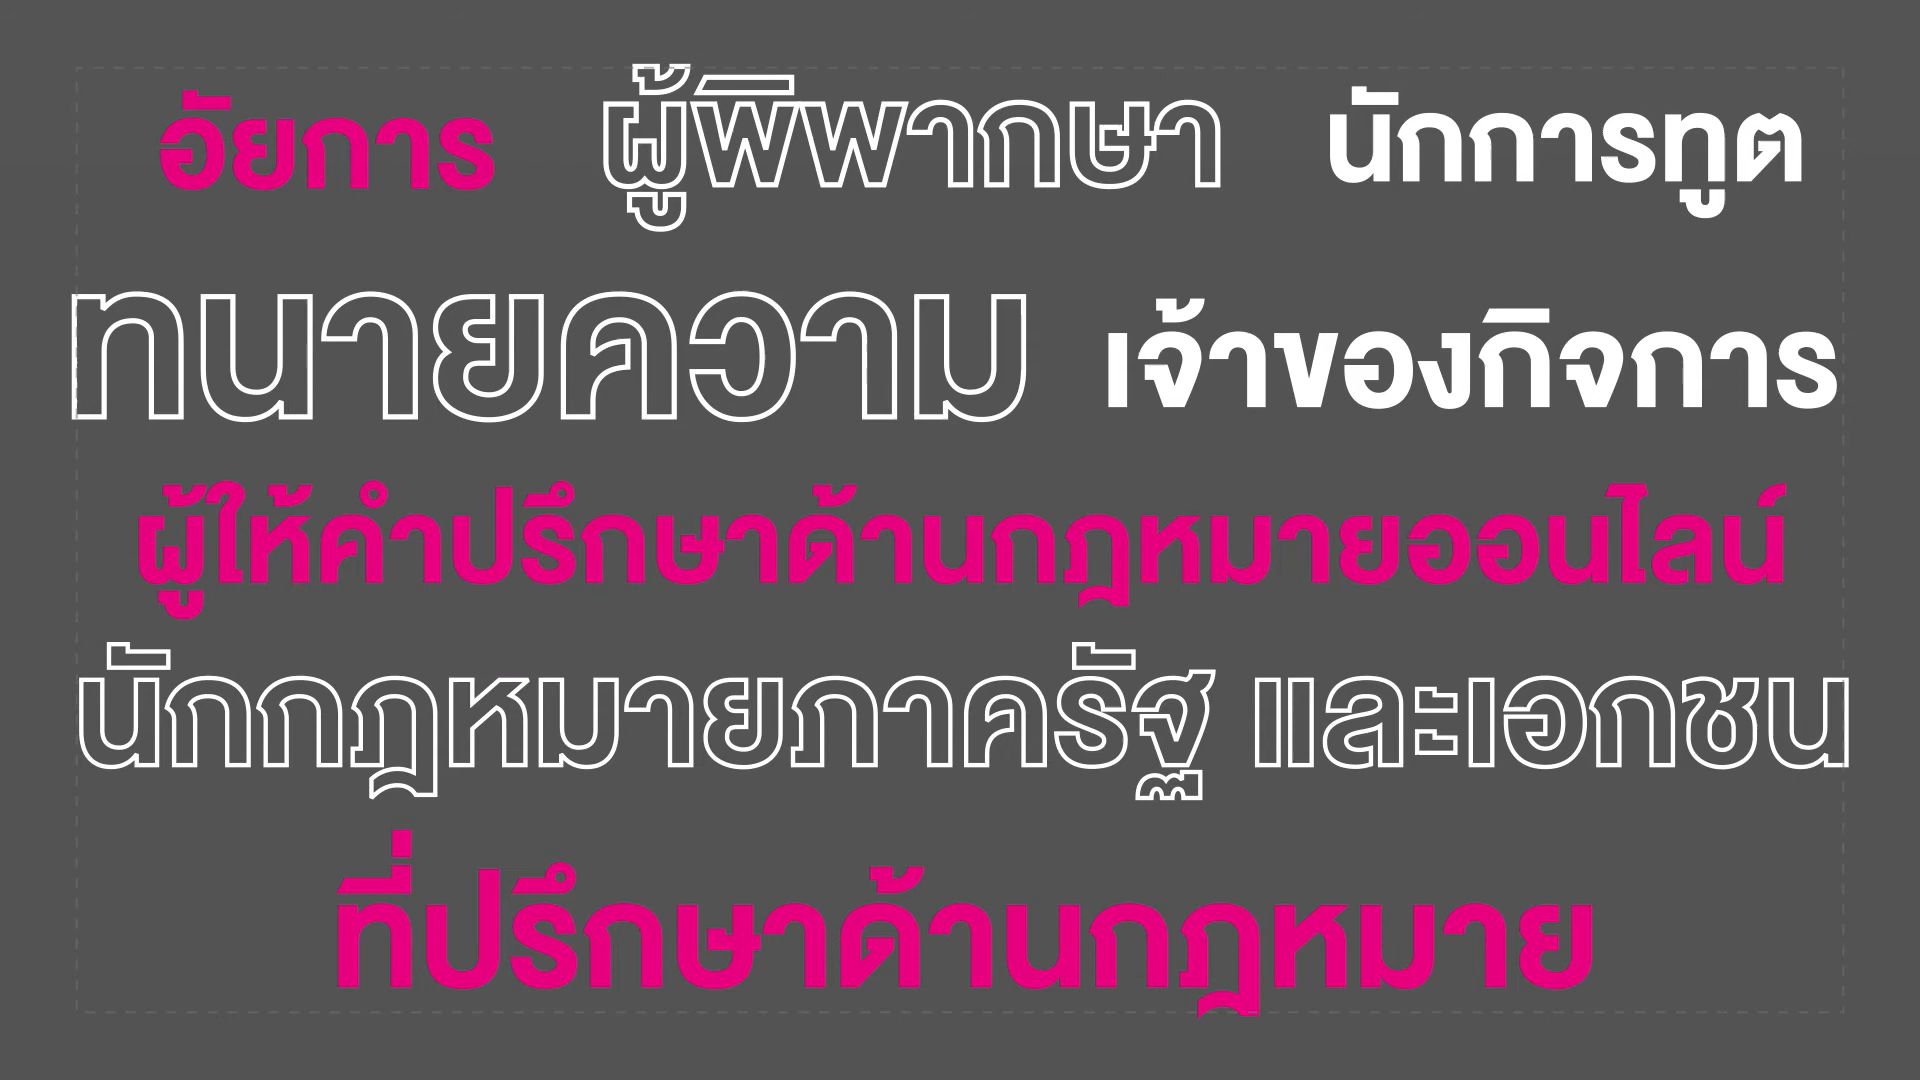 อัยการ ผู้พิพากษา นักการทูต
ทนายความ เจ้าของกิจการ
ผู้ให้คำปรึกษาด้านกฎหมายออนไลน์
นักกฎหมายภาครัฐ และเอกชน
ที่ปรึกษาด้านกฎหมาย